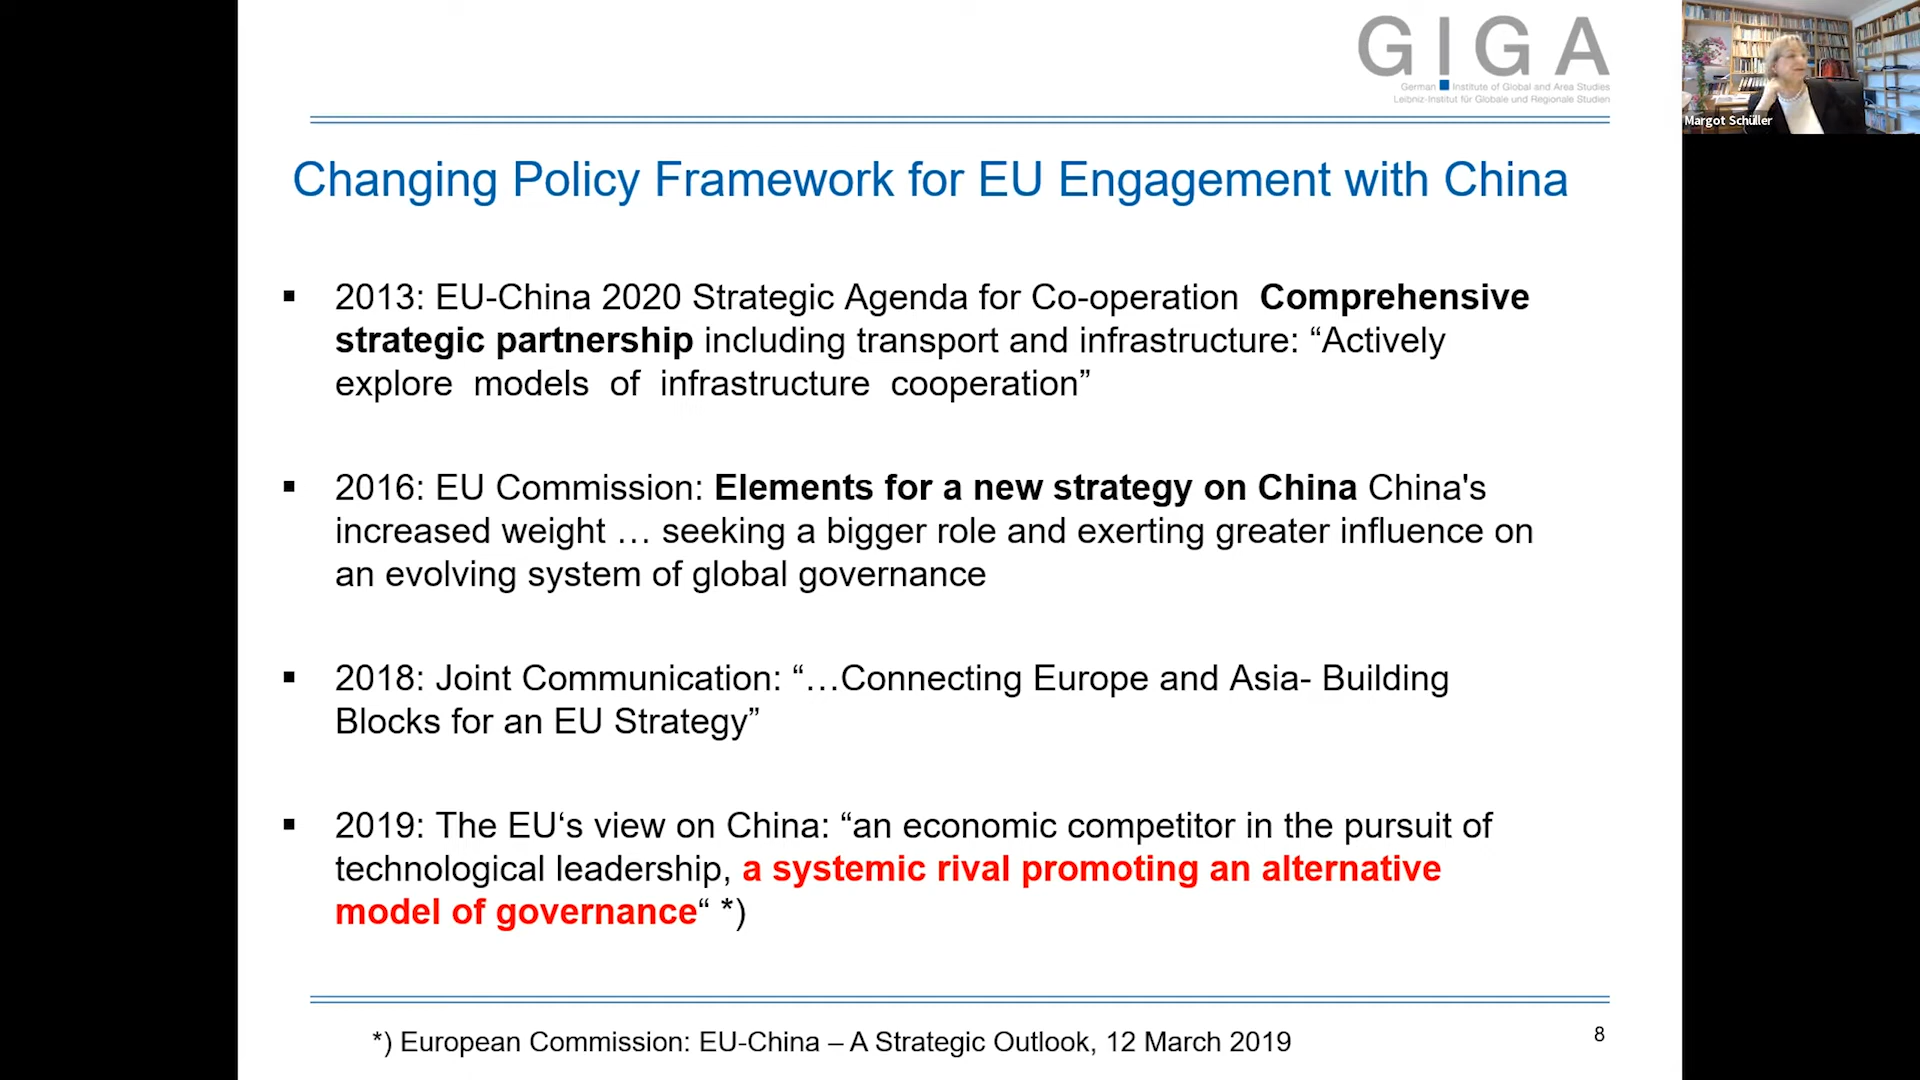 GIGA
German Institute of Global and Area Studies
Leibniz-Institut für Globale und Regionale Studien
Margot Schüller
Changing Policy Framework for EU Engagement with China
▪ 2013: EU-China 2020 Strategic Agenda for Co-operation Comprehensive
strategic partnership including transport and infrastructure: “Actively
explore models of infrastructure cooperation”
▪ 2016: EU Commission: Elements for a new strategy on China China's
increased weight … seeking a bigger role and exerting greater influence on
an evolving system of global governance
▪ 2018: Joint Communication: “…Connecting Europe and Asia- Building
Blocks for an EU Strategy”
▪ 2019: The EU‘s view on China: “an economic competitor in the pursuit of
technological leadership, a systemic rival promoting an alternative
model of governance“ *)
*) European Commission: EU-China – A Strategic Outlook, 12 March 2019
8